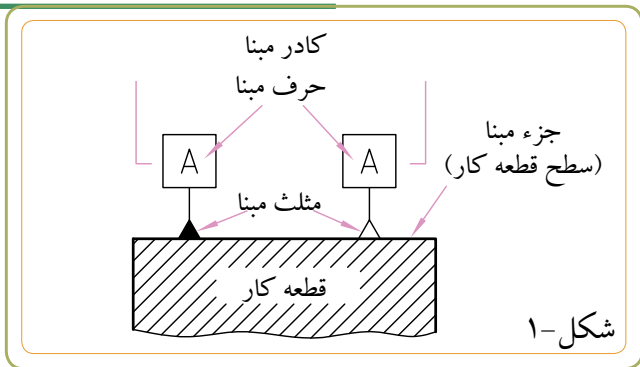 کادر مبنا
حرف مبنا
جزء مبنا
(سطح قطعه کار)
A
A
مثلث مبنا
قطعه کار
شکل-۱